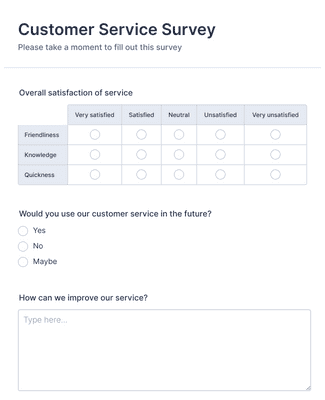 Customer Service Survey
Please take a moment to fill out this survey
Overall satisfaction of service
Very satisfied Satisfied Neutral Unsatisfied Very unsatisfied
Friendliness
Knowledge
Quickness
Would you use our customer service in the future?
Yes
No
Maybe
How can we improve our service?
Type here...